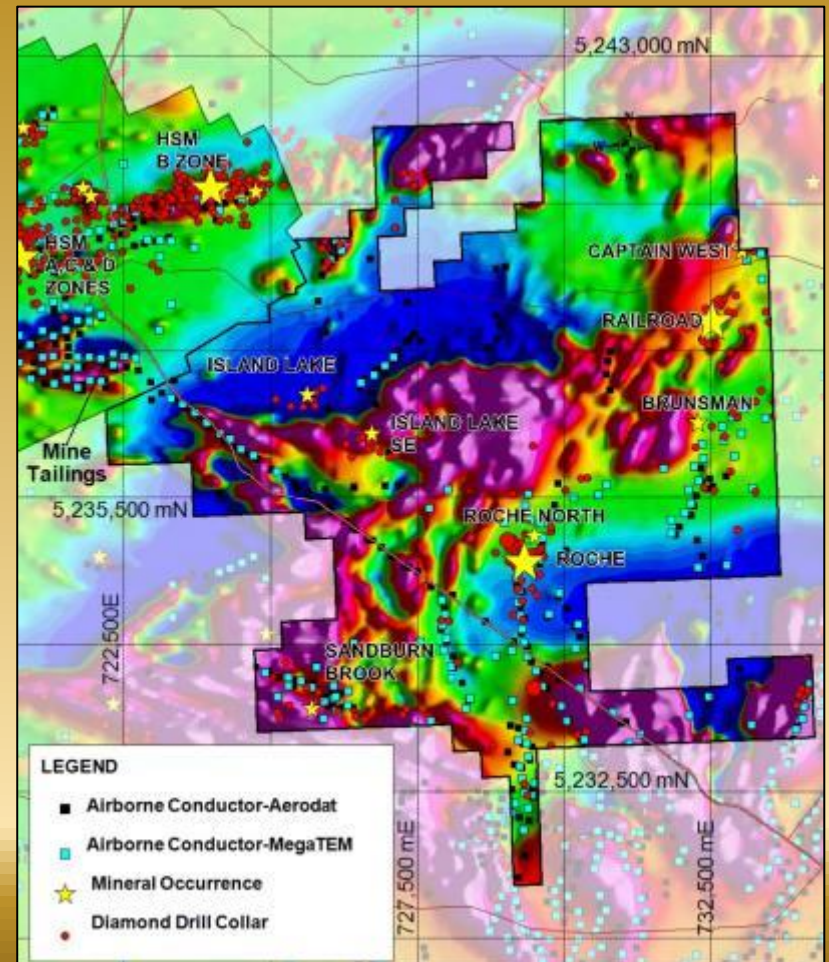 5,243,000 mN
HSM
B ZONE
HSM
A,C & D
ZONES
CAPTAIN WEST
RAILROAD
ISLAND LAKE
BRUNSMAN
ISLAND LAKE
SE
Mine
Tailings
5,235,500 mN
ROCHE NORTH
ROCHE
722,500E
SANDBURN
BROOK
LEGEND
Airborne Conductor-Aerodat
Airborne Conductor-MegaTEM
Mineral Occurrence
Diamond Drill Collar
5,232,500 mN
727,500 mE
732,500 mE